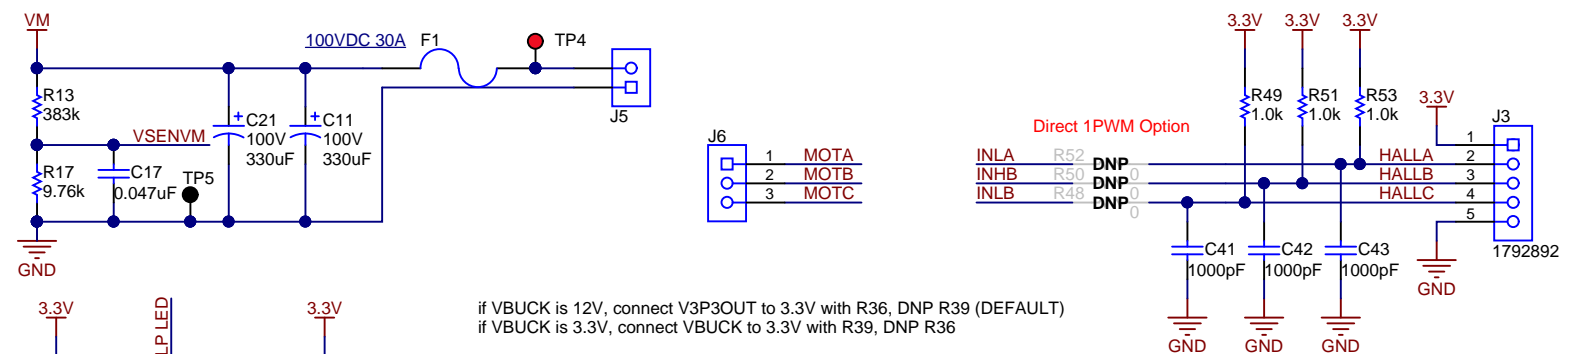 VM
100VDC 30A
F1
TP4
J5
R13
383k
VSENVM
C21
100V
330uF
C11
100V
330uF
R17
9.76k
C17
0.047uF
TP5
GND
J6
1 MOTA
2 MOTB
3 MOTC
Direct 1PWM Option
3.3V 3.3V 3.3V
R49
1.0k
R51
1.0k
R53
1.0k
3.3V
J3
INLA R52 DNP 0 HALLA 1
INHB R50 DNP 0 HALLB 2
INLB R48 DNP 0 HALLC 3
4
5
1792892
C41
1000pF
C42
1000pF
C43
1000pF
GND
GND GND GND
3.3V
LP LED
3.3V
if VBUCK is 12V, connect V3P3OUT to 3.3V with R36, DNP R39 (DEFAULT)
if VBUCK is 3.3V, connect VBUCK to 3.3V with R39, DNP R36